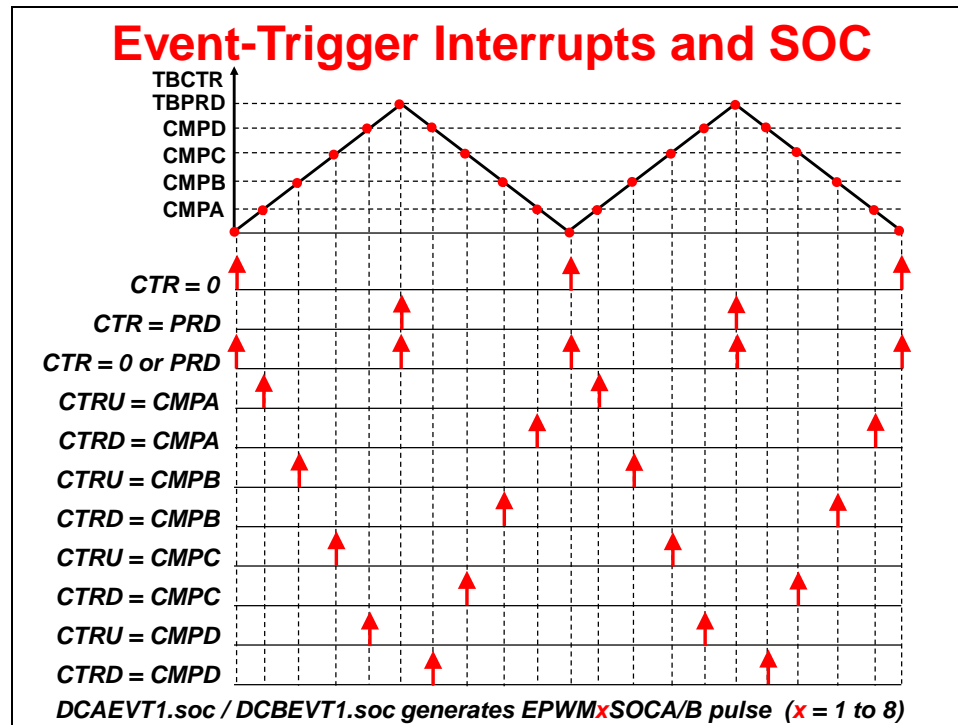 Event-Trigger Interrupts and SOC
TBCTR
TBPRD
CMPD
CMPC
CMPB
CMPA
CTR = 0
CTR = PRD
CTR = 0 or PRD
CTRU = CMPA
CTRD = CMPA
CTRU = CMPB
CTRD = CMPB
CTRU = CMPC
CTRD = CMPC
CTRU = CMPD
CTRD = CMPD
DCAEVT1.soc / DCBEVT1.soc generates EPWMxSOCA/B pulse (x = 1 to 8)